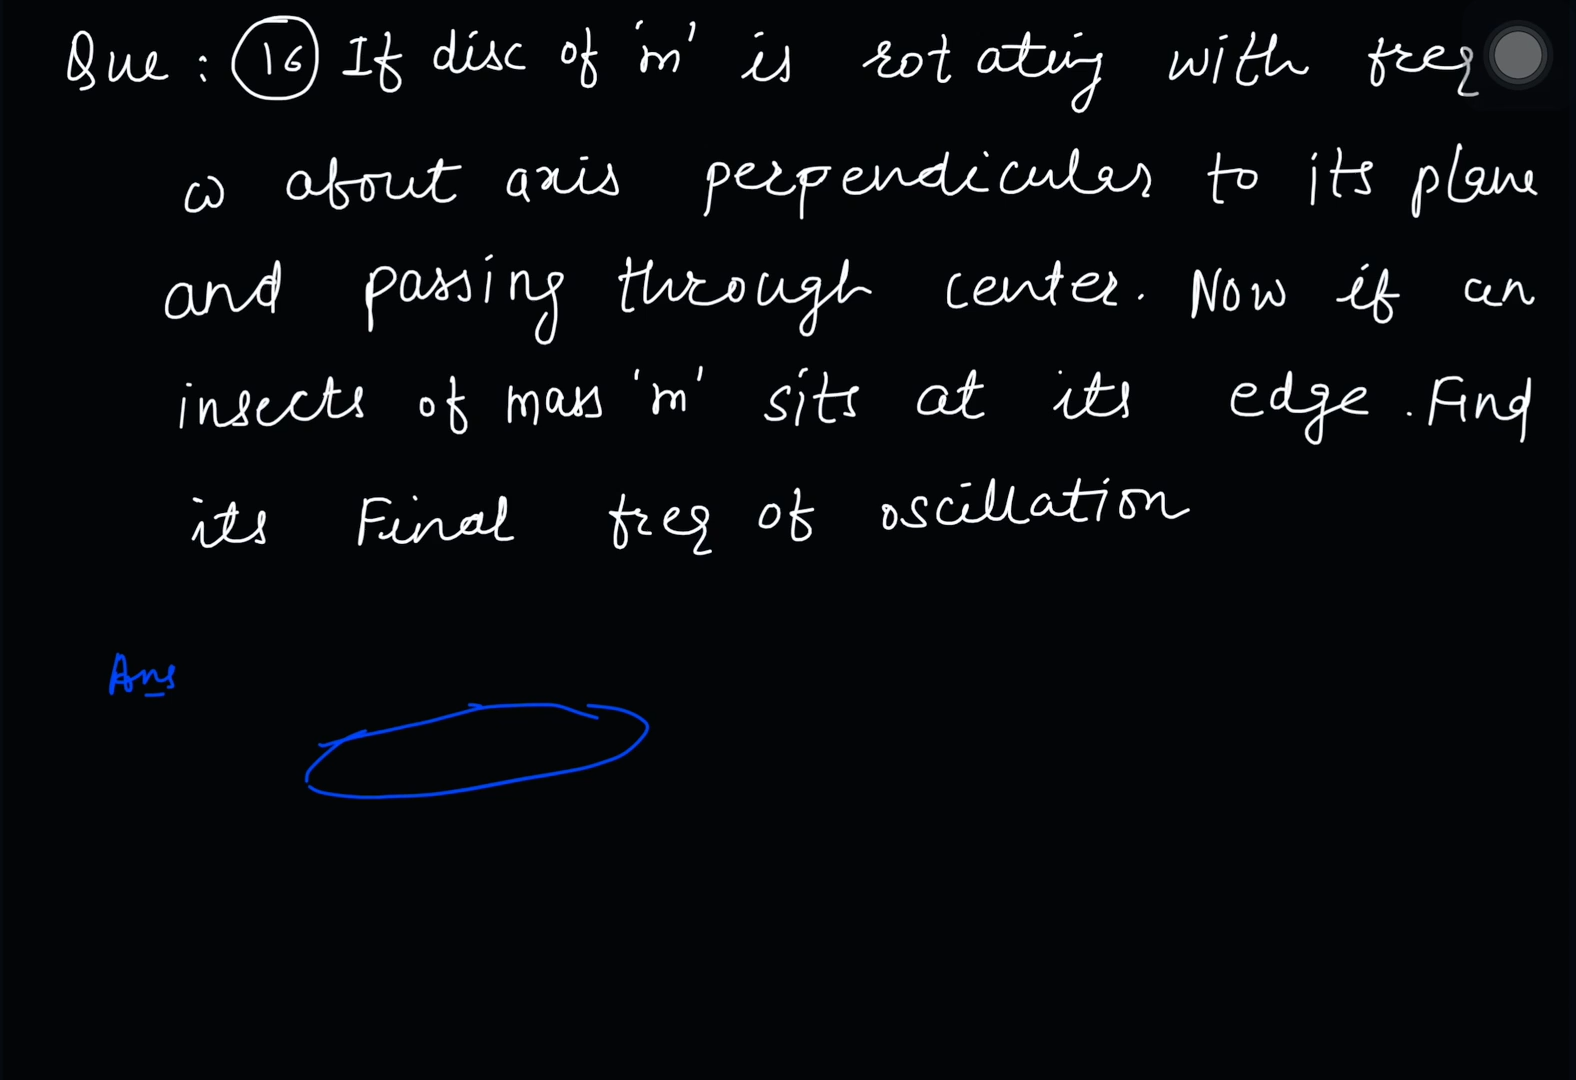 Que : 16 If disc of 'm' is rotating with freq
ω about axis perpendicular to its plane
and passing through center. Now if an
insects of mass 'm' sits at its edge . Find
its Final freq of oscillation
Ans